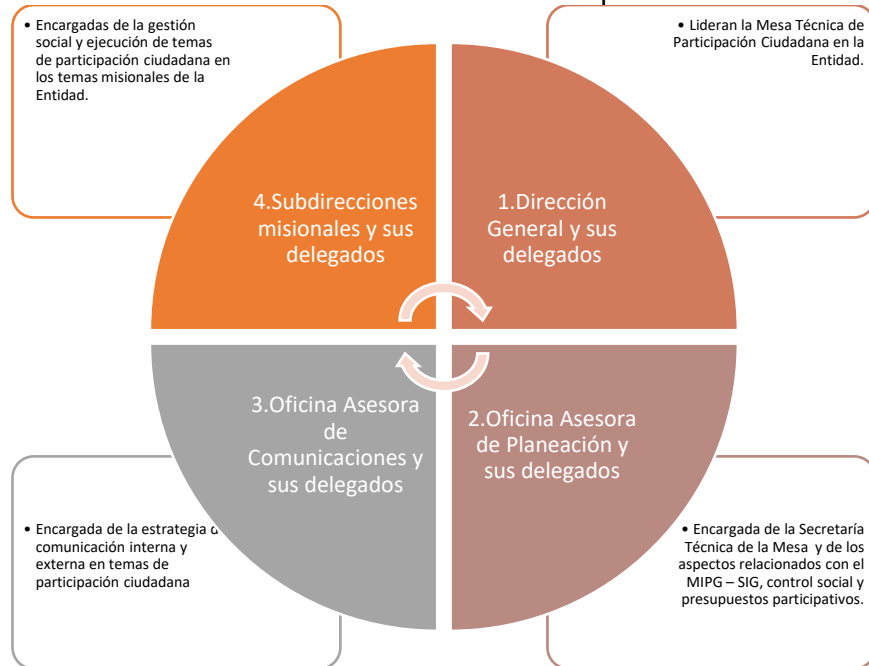 • Encargadas de la gestión
social y ejecución de temas
de participación ciudadana en
los temas misionales de la
Entidad.
• Lideran la Mesa Técnica de
Participación Ciudadana en la
Entidad.
4.Subdirecciones
misionales y sus
delegados
1.Dirección
General y sus
delegados
3.Oficina Asesora
de
Comunicaciones y
sus delegados
2.Oficina Asesora
de Planeación y
sus delegados
• Encargada de la estrategia d
comunicación interna y
externa en temas de
participación ciudadana
• Encargada de la Secretaría
Técnica de la Mesa y de los
aspectos relacionados con el
MIPG – SIG, control social y
presupuestos participativos.